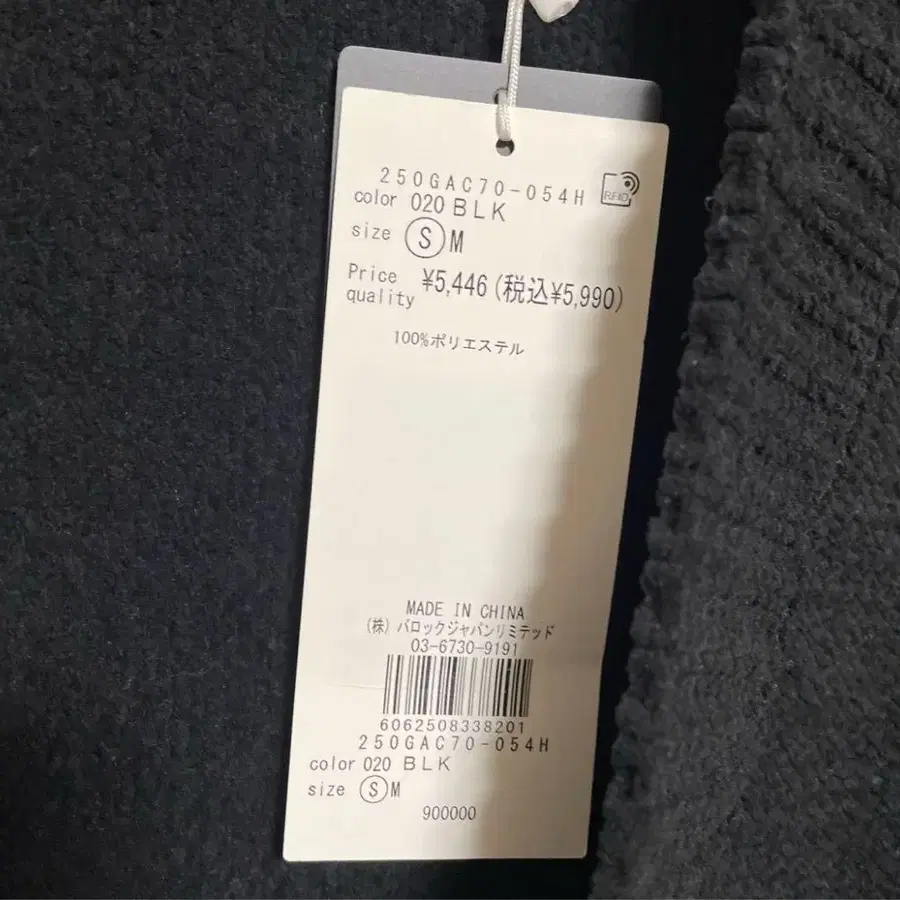 250GAC70-054H
RFID
color 020 BLK
size S M
Price ¥5,446 (税込¥5,990)
quality
100%ポリエステル
MADE IN CHINA
(株) バロックジャパンリミテッド
03-6730-9191
6062508338201
250GAC70-054H
color 020 BLK
size S M
900000